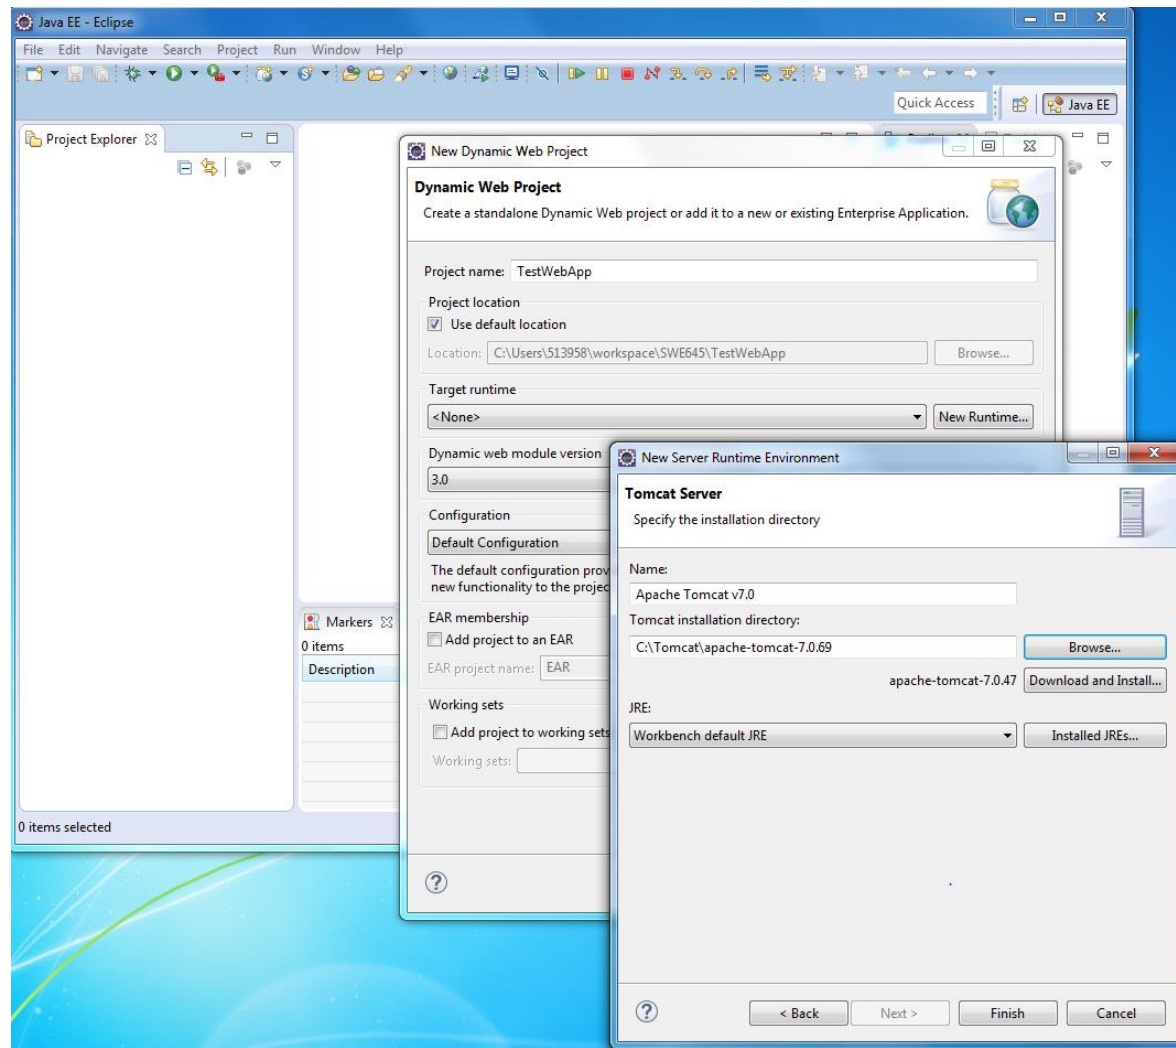 Java EE - Eclipse
File Edit Navigate Search Project Run Window Help
Quick Access
Java EE
Project Explorer
New Dynamic Web Project
Dynamic Web Project
Create a standalone Dynamic Web project or add it to a new or existing Enterprise Application.
Project name: TestWebApp
Project location
Use default location
Location: C:\Users\513958\workspace\SWE645\TestWebApp Browse...
Target runtime
<None> New Runtime...
Dynamic web module version
3.0
Configuration
Default Configuration
The default configuration prov
new functionality to the projec
EAR membership
Add project to an EAR
EAR project name: EAR
Working sets
Add project to working sets
Working sets:
Markers
0 items
Description
0 items selected
New Server Runtime Environment
Tomcat Server
Specify the installation directory
Name:
Apache Tomcat v7.0
Tomcat installation directory:
C:\Tomcat\apache-tomcat-7.0.69 Browse...
apache-tomcat-7.0.47 Download and Install...
JRE:
Workbench default JRE Installed JREs...
< Back Next > Finish Cancel